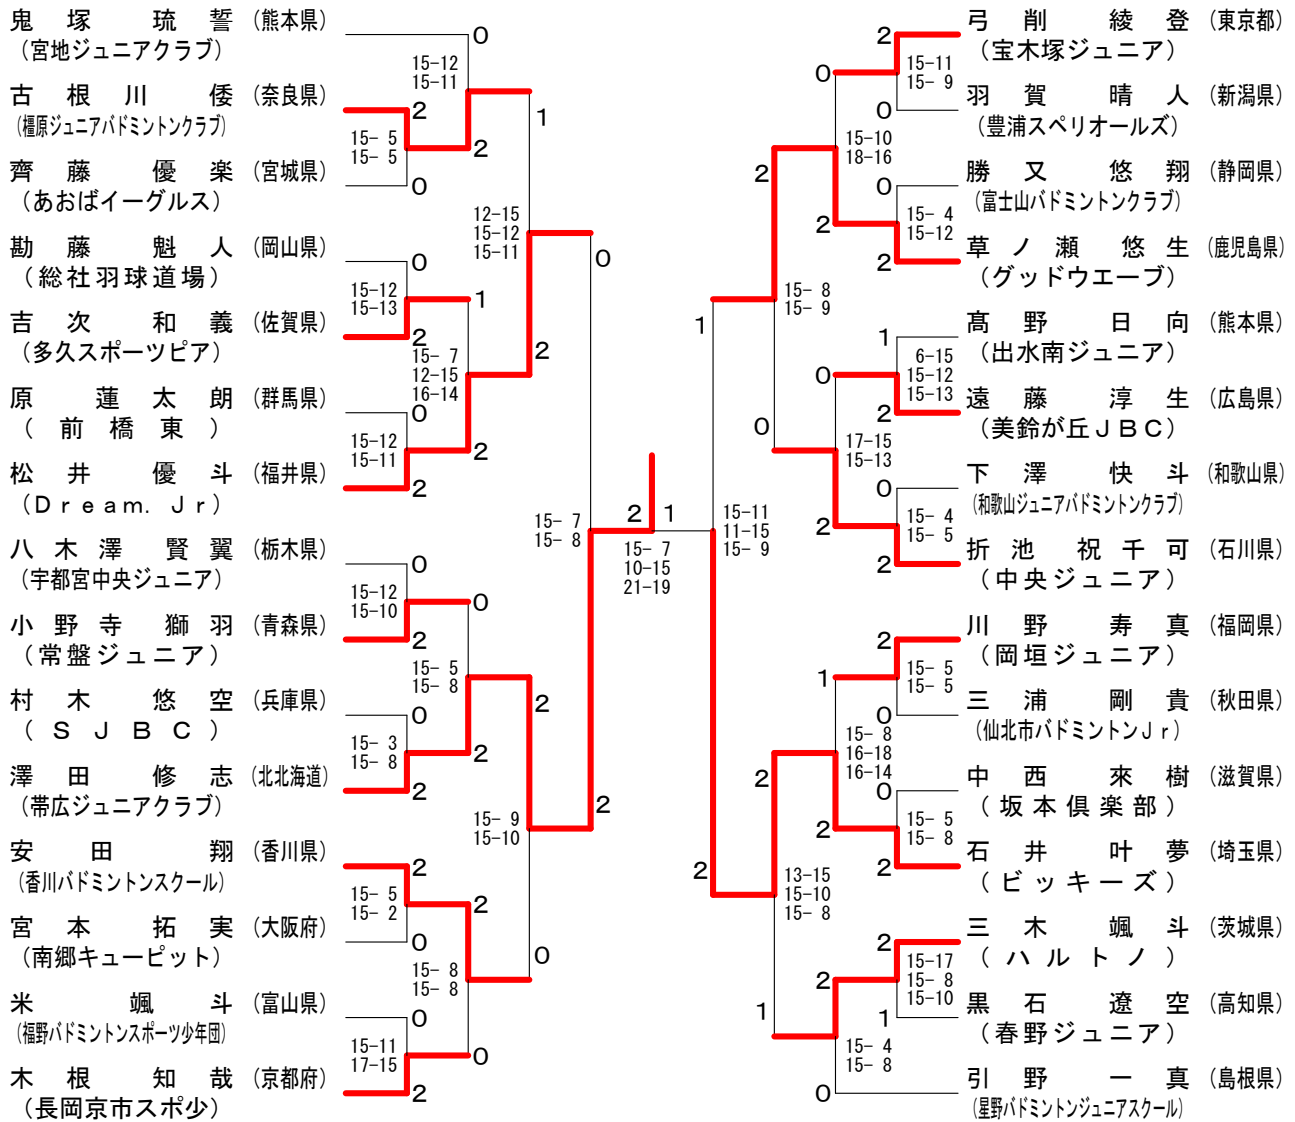 鬼塚 琉誓 (熊本県)
(宮地ジュニアクラブ)
0
15-12
15-11
古根川 倭 (奈良県)
(橿原ジュニアバドミントンクラブ)
2
1
15- 5
15- 5
2
齊藤 優楽 (宮城県)
(あおばイーグルス)
0
12-15
15-12
15-11
勘藤 魁人 (岡山県)
(総社羽球道場)
0
0
15-12
15-13
1
吉次 和義 (佐賀県)
(多久スポーツピア)
2
2
15- 7
12-15
16-14
原 蓮太朗 (群馬県)
(前橋東)
0
15-12
15-11
2
松井 優斗 (福井県)
(Dream. Jr)
2
15- 7
15- 8
八木澤 賢翼 (栃木県)
(宇都宮中央ジュニア)
0
15-12
15-10
0
小野寺 獅羽 (青森県)
(常盤ジュニア)
2
15- 5
15- 8
村木 悠空 (兵庫県)
(SJBC)
0
2
15- 3
15- 8
2
澤田 修志 (北北海道)
(帯広ジュニアクラブ)
2
2
15- 9
15-10
安田 翔 (香川県)
(香川バドミントンスクール)
2
15- 5
15- 2
2
宮本 拓実 (大阪府)
(南郷キューピット)
0
0
15- 8
15- 8
米 颯斗 (富山県)
(福野バドミントンスポーツ少年団)
0
15-11
17-15
0
木根 知哉 (京都府)
(長岡京市スポ少)
2
2 1
15- 7
10-15
21-19
弓削 綾登 (東京都)
(宝木塚ジュニア)
2
15-11
15- 9
0
羽賀 晴人 (新潟県)
(豊浦スペリオールズ)
0
15-10
18-16
2
勝又 悠翔 (静岡県)
(富士山バドミントンクラブ)
0
15- 4
15-12
2
草ノ瀬 悠生 (鹿児島県)
(グッドウエーブ)
2
15- 8
15- 9
1
髙野 日向 (熊本県)
(出水南ジュニア)
1
6-15
15-12
15-13
0
遠藤 淳生 (広島県)
(美鈴が丘JBC)
2
0
17-15
15-13
下澤 快斗 (和歌山県)
(和歌山ジュニアバドミントンクラブ)
0
15- 4
15- 5
2
折池 祝千可 (石川県)
(中央ジュニア)
2
15-11
11-15
15- 9
川野 寿真 (福岡県)
(岡垣ジュニア)
2
15- 5
15- 5
1
三浦 剛貴 (秋田県)
(仙北市バドミントンJr)
0
15- 8
16-18
16-14
2
中西 來樹 (滋賀県)
(坂本倶楽部)
0
15- 5
15- 8
2
石井 叶夢 (埼玉県)
(ビッキーズ)
2
2
13-15
15-10
15- 8
三木 颯斗 (茨城県)
(ハルトノ)
2
15-17
15- 8
15-10
2
黒石 遼空 (高知県)
(春野ジュニア)
1
1
15- 4
15- 8
引野 一真 (島根県)
(星野バドミントンジュニアスクール)
0